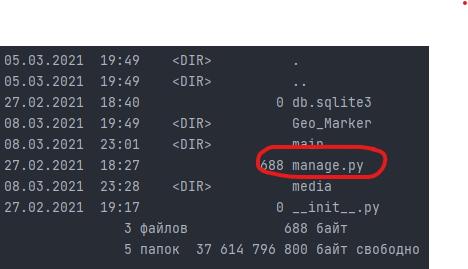 05.03.2021  19:49    <DIR>          .
05.03.2021  19:49    <DIR>          ..
27.02.2021  18:40                 0 db.sqlite3
08.03.2021  19:49    <DIR>          Geo_Marker
08.03.2021  23:01    <DIR>          main
27.02.2021  18:27               688 manage.py
08.03.2021  23:28    <DIR>          media
27.02.2021  19:17                 0 __init__.py
3 файлов            688 байт
5 папок  37 614 796 800 байт свободно